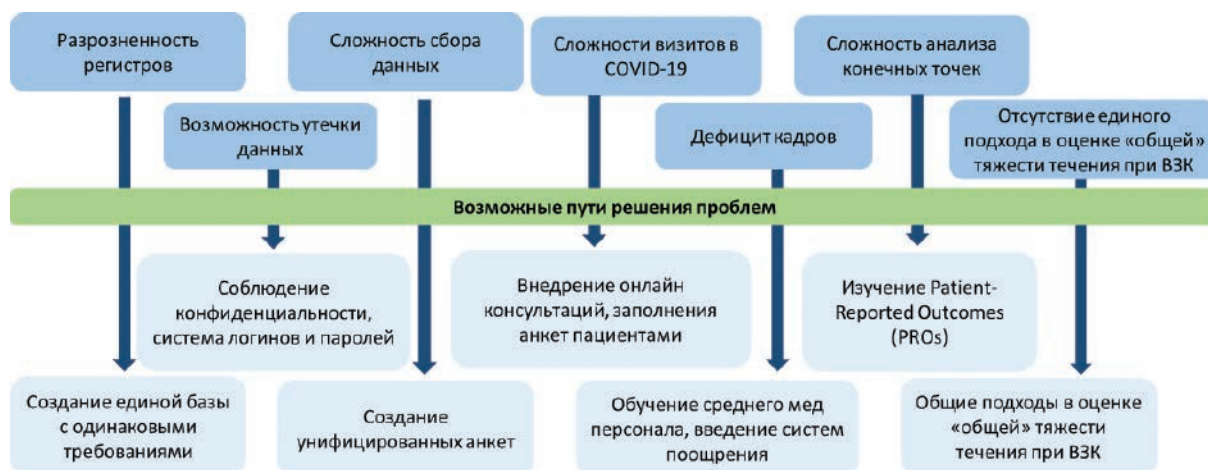 Разрозненность
регистров
Сложность сбора
данных
Сложности визитов в
COVID-19
Сложность анализа
конечных точек
Возможность утечки
данных
Дефицит кадров
Отсутствие единого
подхода в оценке «общей»
тяжести течения при ВЗК
Возможные пути решения проблем
Соблюдение
конфиденциальности,
система логинов и паролей
Внедрение онлайн
консультаций, заполнения
анкет пациентами
Изучение Patient-
Reported Outcomes
(PROs)
Создание единой базы
с одинаковыми
требованиями
Создание
унифицированных анкет
Обучение среднего мед
персонала, введение систем
поощрения
Общие подходы в оценке
«общей» тяжести
течения при ВЗК